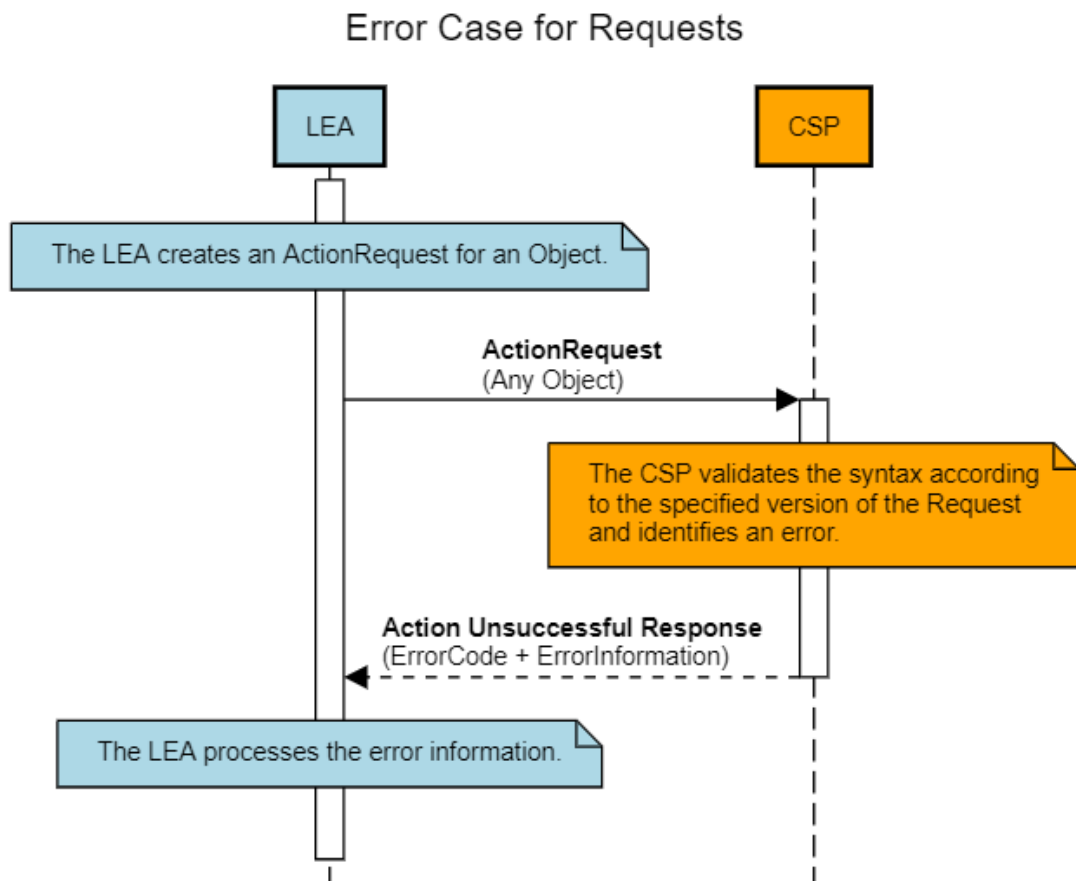 Error Case for Requests
LEA
CSP
The LEA creates an ActionRequest for an Object.
ActionRequest
(Any Object)
The CSP validates the syntax according
to the specified version of the Request
and identifies an error.
Action Unsuccessful Response
(ErrorCode + ErrorInformation)
The LEA processes the error information.